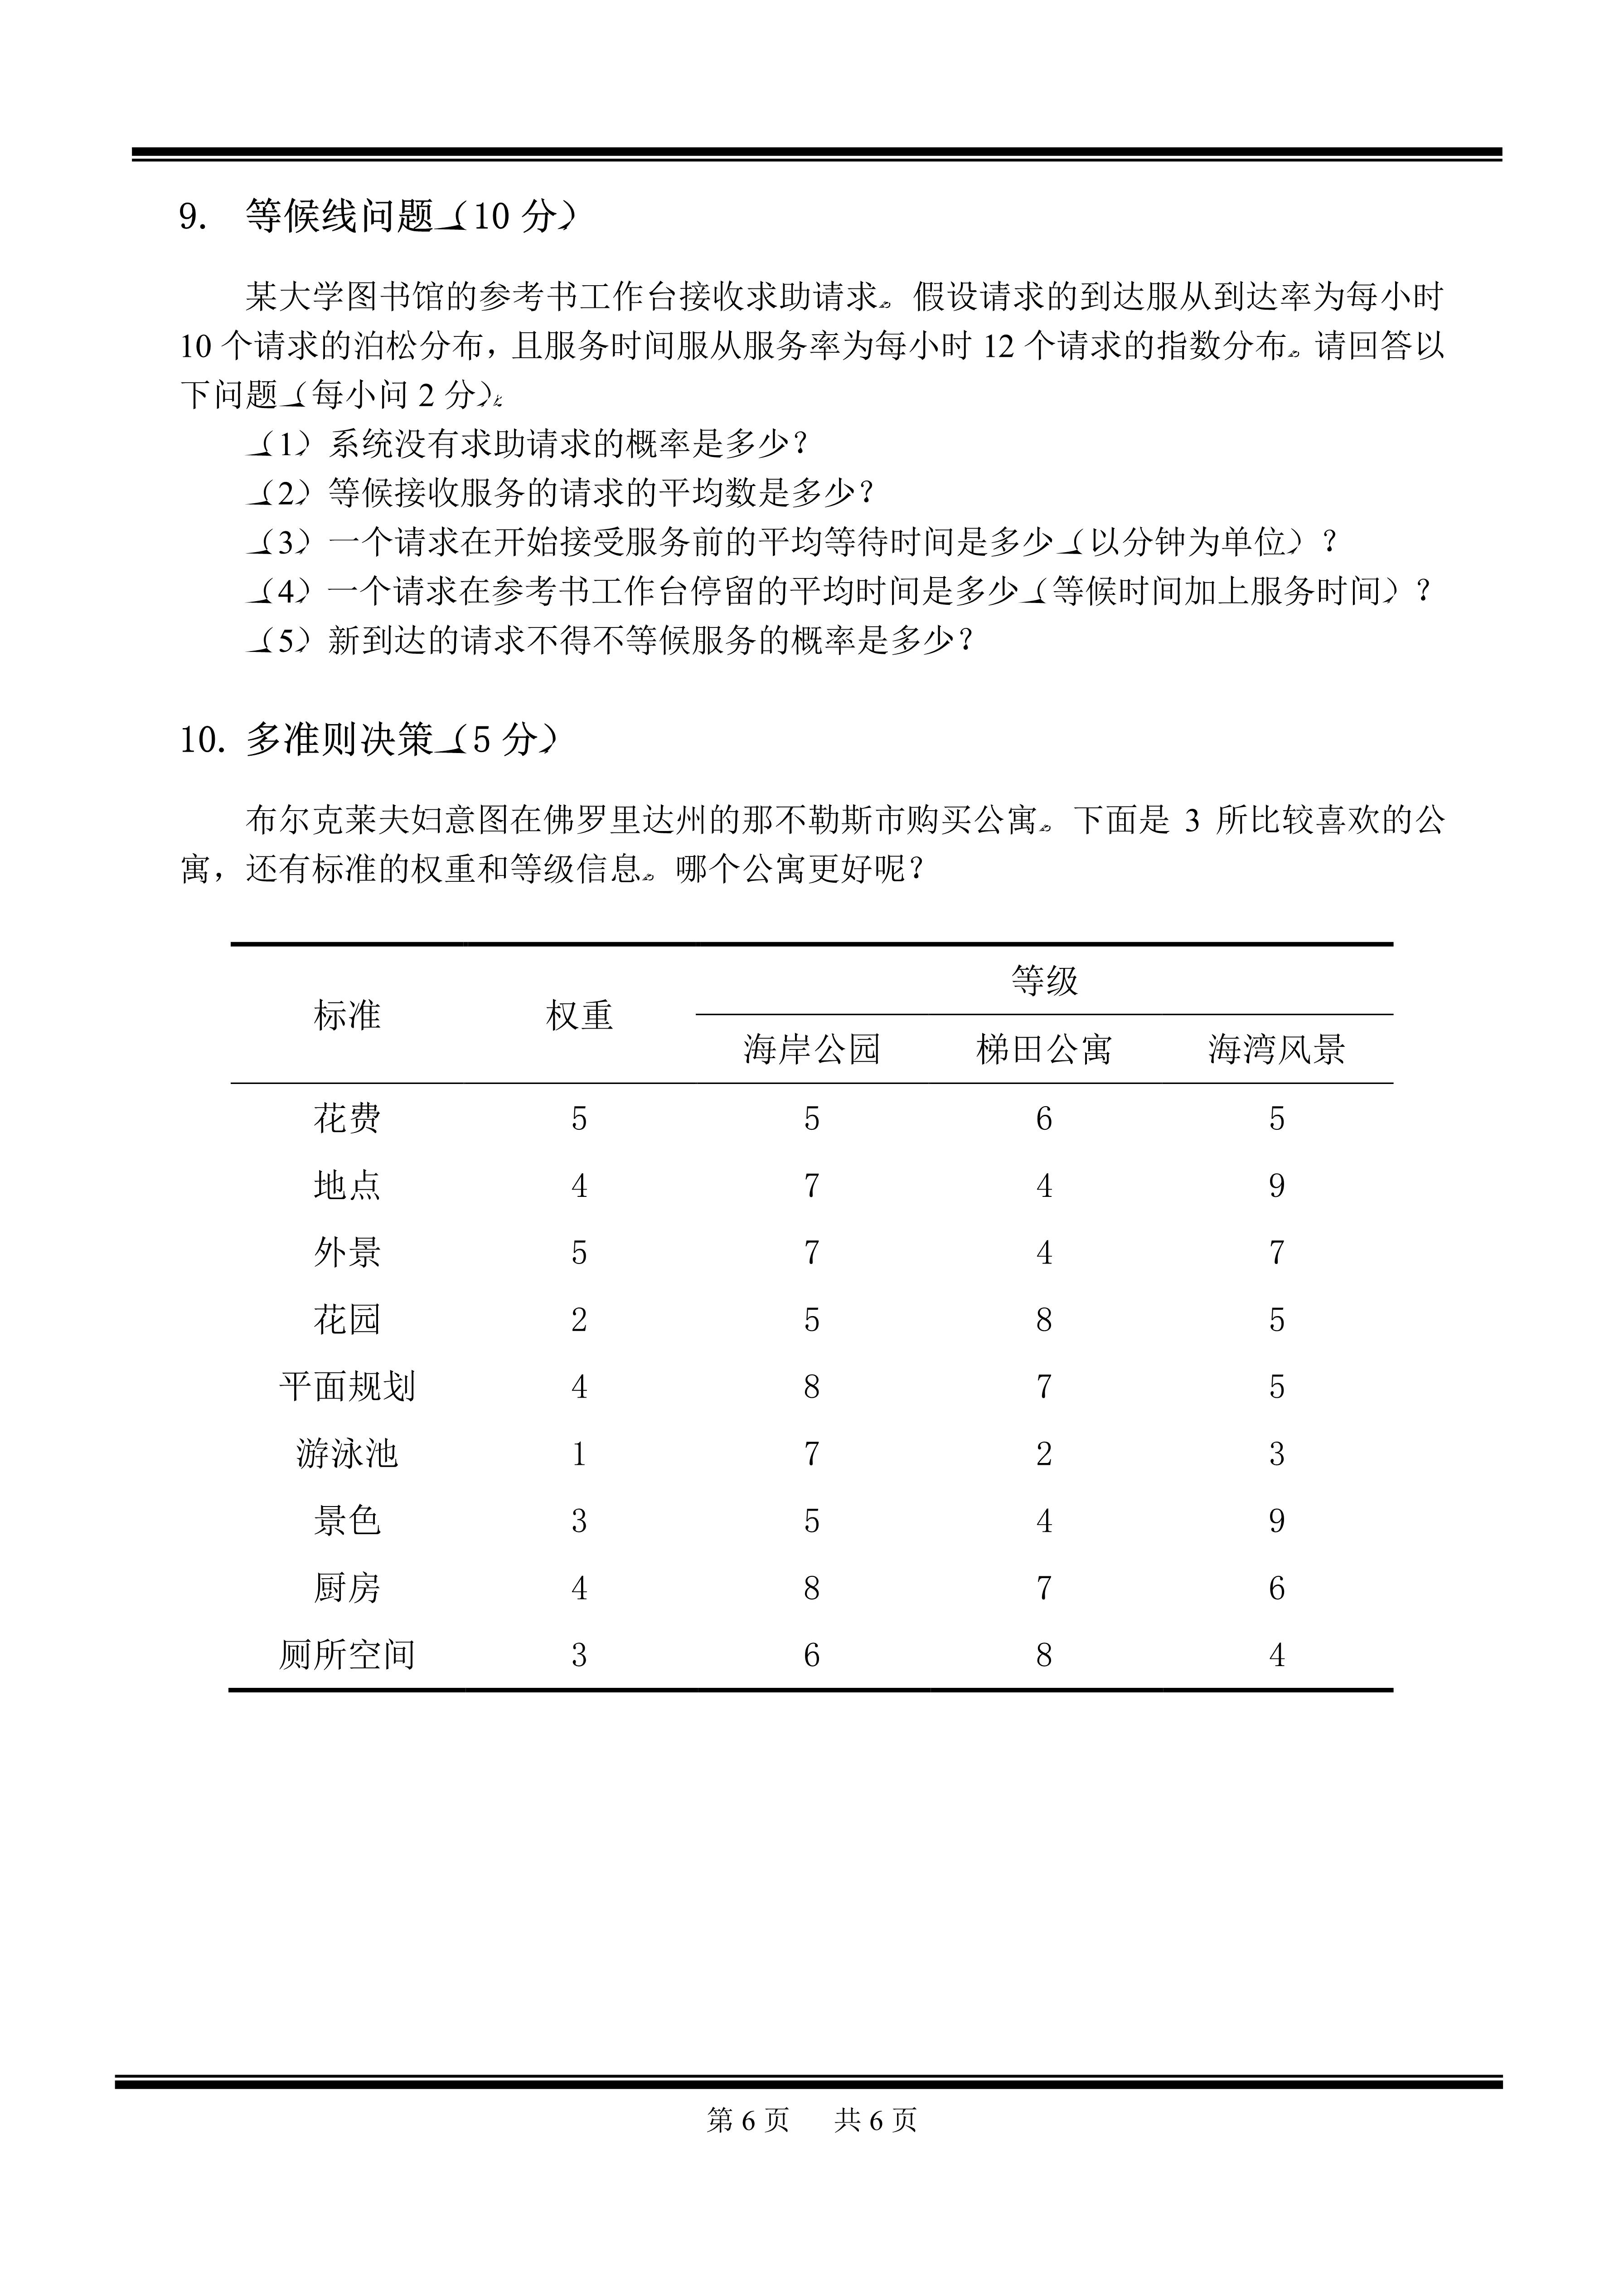 9. 等候线问题（10 分）
某大学图书馆的参考书工作台接收求助请求。假设请求的到达服从到达率为每小时
10 个请求的泊松分布，且服务时间服从服务率为每小时 12 个请求的指数分布。请回答以
下问题（每小问 2 分）：
（1）系统没有求助请求的概率是多少？
（2）等候接收服务的请求的平均数是多少？
（3）一个请求在开始接受服务前的平均等待时间是多少（以分钟为单位）？
（4）一个请求在参考书工作台停留的平均时间是多少（等候时间加上服务时间）？
（5）新到达的请求不得不等候服务的概率是多少？
10. 多准则决策（5 分）
布尔克莱夫妇意图在佛罗里达州的那不勒斯市购买公寓。下面是 3 所比较喜欢的公
寓，还有标准的权重和等级信息。哪个公寓更好呢？
标准 权重 等级
海岸公园 梯田公寓 海湾风景
花费 5 5 6 5
地点 4 7 4 9
外景 5 7 4 7
花园 2 5 8 5
平面规划 4 8 7 5
游泳池 1 7 2 3
景色 3 5 4 9
厨房 4 8 7 6
厕所空间 3 6 8 4
第 6 页 共 6 页